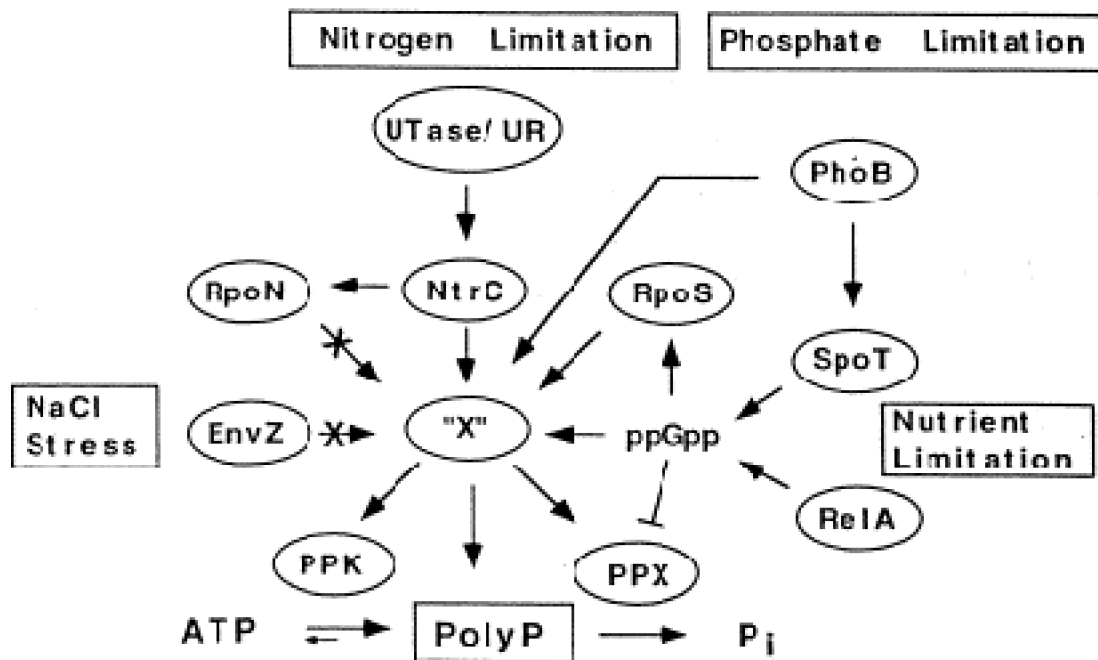 Nitrogen Limitation
Phosphate Limitation
UTase/ UR
PhoB
RpoN
NtrC
RpoS
SpoT
NaCl
Stress
EnvZ
X
"X"
ppGpp
Nutrient
Limitation
RelA
PPK
PPX
ATP
PolyP
Pi